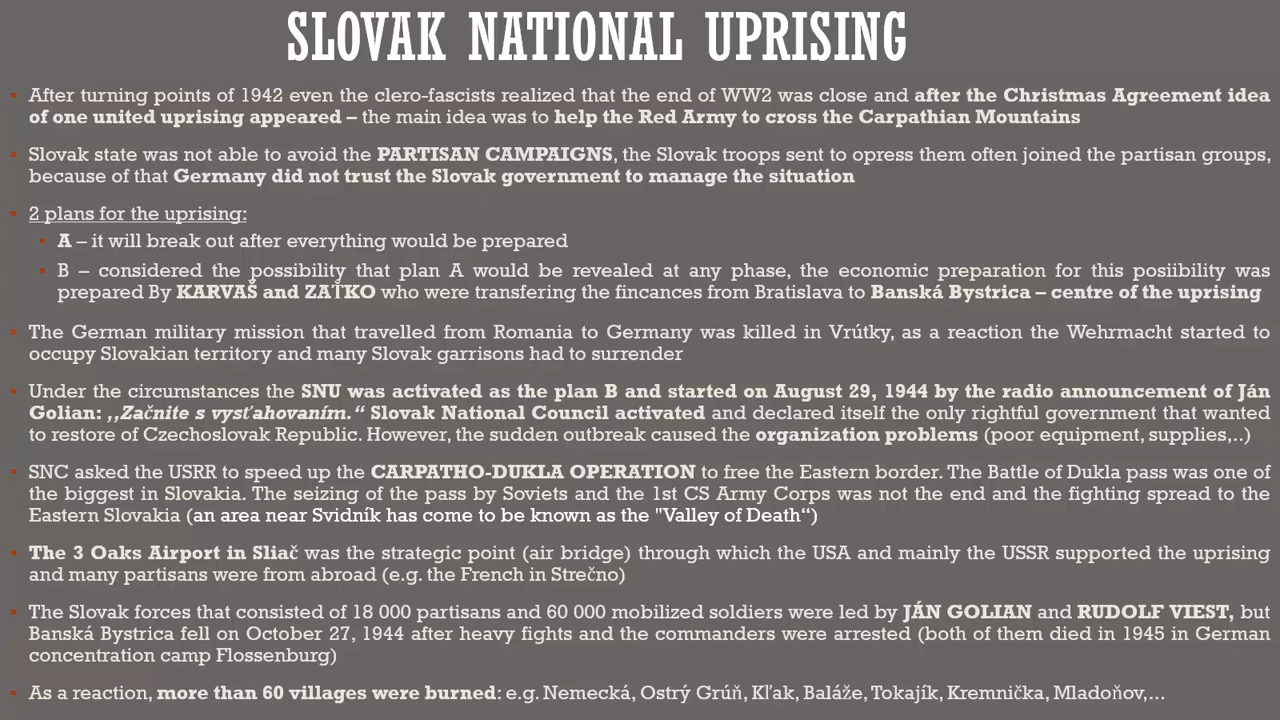 SLOVAK NATIONAL UPRISING
After turning points of 1942 even the clero-fascists realized that the end of WW2 was close and after the Christmas Agreement idea
of one united uprising appeared – the main idea was to help the Red Army to cross the Carpathian Mountains
Slovak state was not able to avoid the PARTISAN CAMPAIGNS, the Slovak troops sent to opress them often joined the partisan groups,
because of that Germany did not trust the Slovak government to manage the situation
2 plans for the uprising:
A – it will break out after everything would be prepared
B – considered the possibility that plan A would be revealed at any phase, the economic preparation for this posiibility was
prepared By KARVAŠ and ZAŤKO who were transfering the fincances from Bratislava to Banská Bystrica – centre of the uprising
The German military mission that travelled from Romania to Germany was killed in Vrútky, as a reaction the Wehrmacht started to
occupy Slovakian territory and many Slovak garrisons had to surrender
Under the circumstances the SNU was activated as the plan B and started on August 29, 1944 by the radio announcement of Ján
Golian: ,,Začnite s vysťahovaním.“ Slovak National Council activated and declared itself the only rightful government that wanted
to restore of Czechoslovak Republic. However, the sudden outbreak caused the organization problems (poor equipment, supplies,..)
SNC asked the USRR to speed up the CARPATHO-DUKLA OPERATION to free the Eastern border. The Battle of Dukla pass was one of
the biggest in Slovakia. The seizing of the pass by Soviets and the 1st CS Army Corps was not the end and the fighting spread to the
Eastern Slovakia (an area near Svidník has come to be known as the "Valley of Death“)
The 3 Oaks Airport in Sliač was the strategic point (air bridge) through which the USA and mainly the USSR supported the uprising
and many partisans were from abroad (e.g. the French in Strečno)
The Slovak forces that consisted of 18 000 partisans and 60 000 mobilized soldiers were led by JÁN GOLIAN and RUDOLF VIEST, but
Banská Bystrica fell on October 27, 1944 after heavy fights and the commanders were arrested (both of them died in 1945 in German
concentration camp Flossenburg)
As a reaction, more than 60 villages were burned: e.g. Nemecká, Ostrý Grúň, Kľak, Baláže, Tokajík, Kremnička, Mladoňov,...